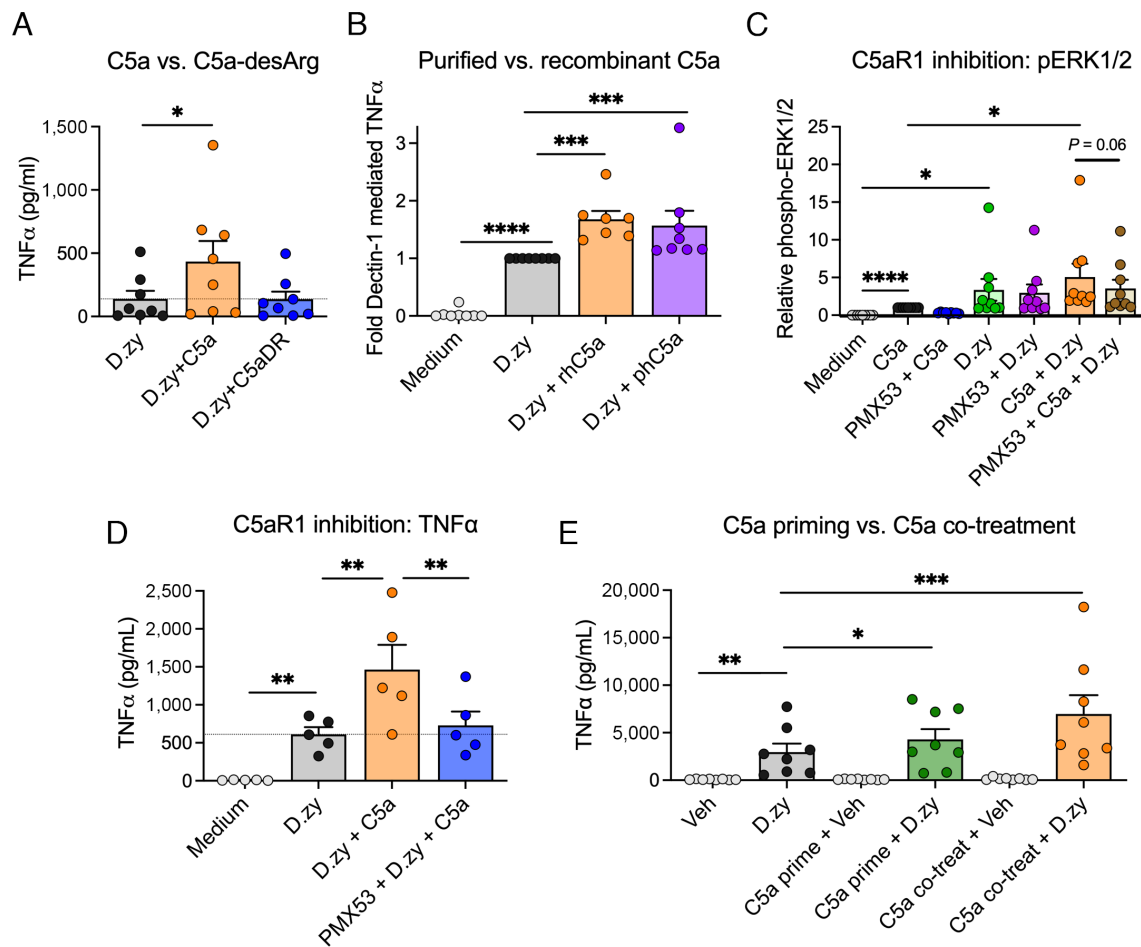 A
C5a vs. C5a-desArg
TNFα (pg/ml)
1,500
1,000
500
0
*
D.zy
D.zy+C5a
D.zy+C5aDR
B
Purified vs. recombinant C5a
Fold Dectin-1 mediated TNFα
3
2
1
0
***
***
****
Medium
D.zy
D.zy + rhC5a
D.zy + phC5a
C
C5aR1 inhibition: pERK1/2
Relative phospho-ERK1/2
25
20
15
10
5
0
*
P = 0.06
*
****
Medium
C5a
PMX53 + C5a
D.zy
PMX53 + D.zy
C5a + D.zy
PMX53 + C5a + D.zy
D
C5aR1 inhibition: TNFα
TNFα (pg/mL)
2,500
2,000
1,500
1,000
500
0
**
**
**
Medium
D.zy
D.zy + C5a
PMX53 + D.zy + C5a
E
C5a priming vs. C5a co-treatment
TNFα (pg/mL)
20,000
15,000
10,000
5,000
0
***
*
**
Veh
D.zy
C5a prime + Veh
C5a prime + D.zy
C5a co-treat + Veh
C5a co-treat + D.zy